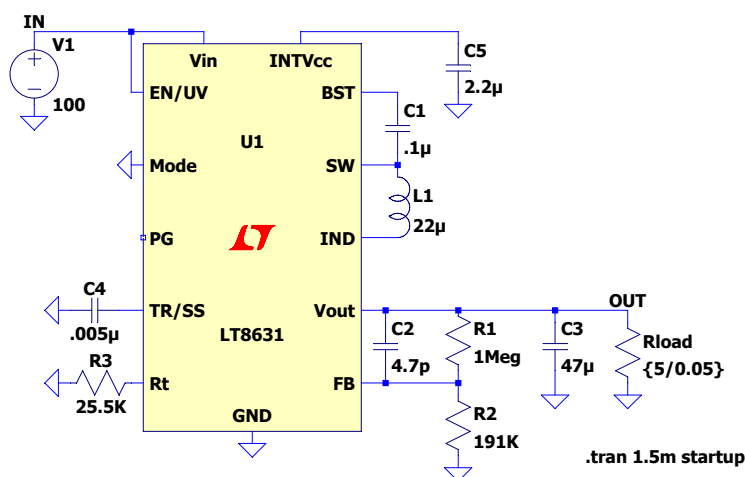 IN
V1
100
Vin
INTVcc
C5
2.2µ
EN/UV
BST
C1
.1µ
U1
Mode
SW
L1
22µ
PG
IND
C4
.005µ
TR/SS
Vout
OUT
LT8631
C2
4.7p
R1
1Meg
C3
47µ
Rload
{5/0.05}
R3
25.5K
Rt
FB
GND
R2
191K
.tran 1.5m startup